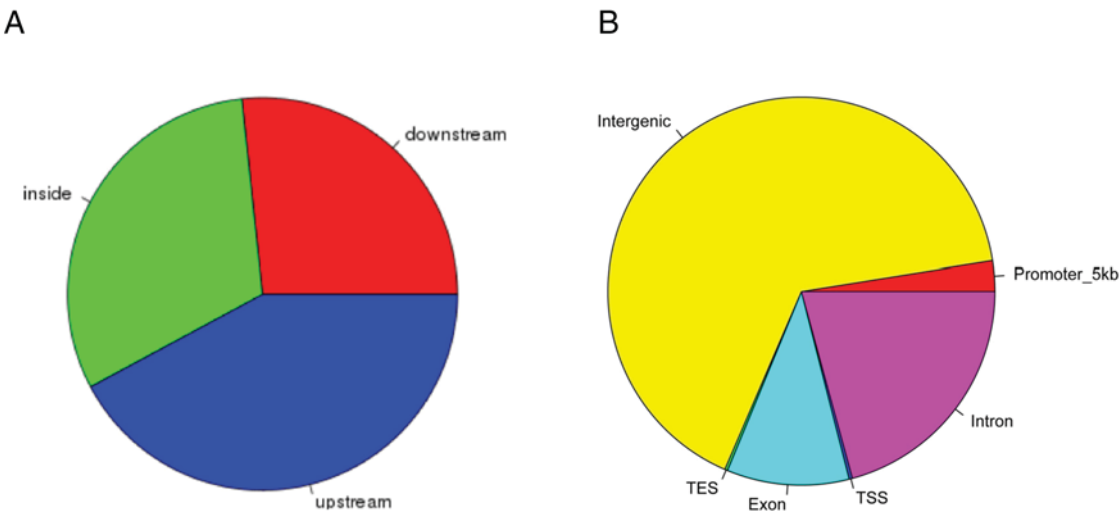 A
downstream
inside
upstream
B
Intergenic
Promoter_5kb
Intron
TES
Exon
TSS